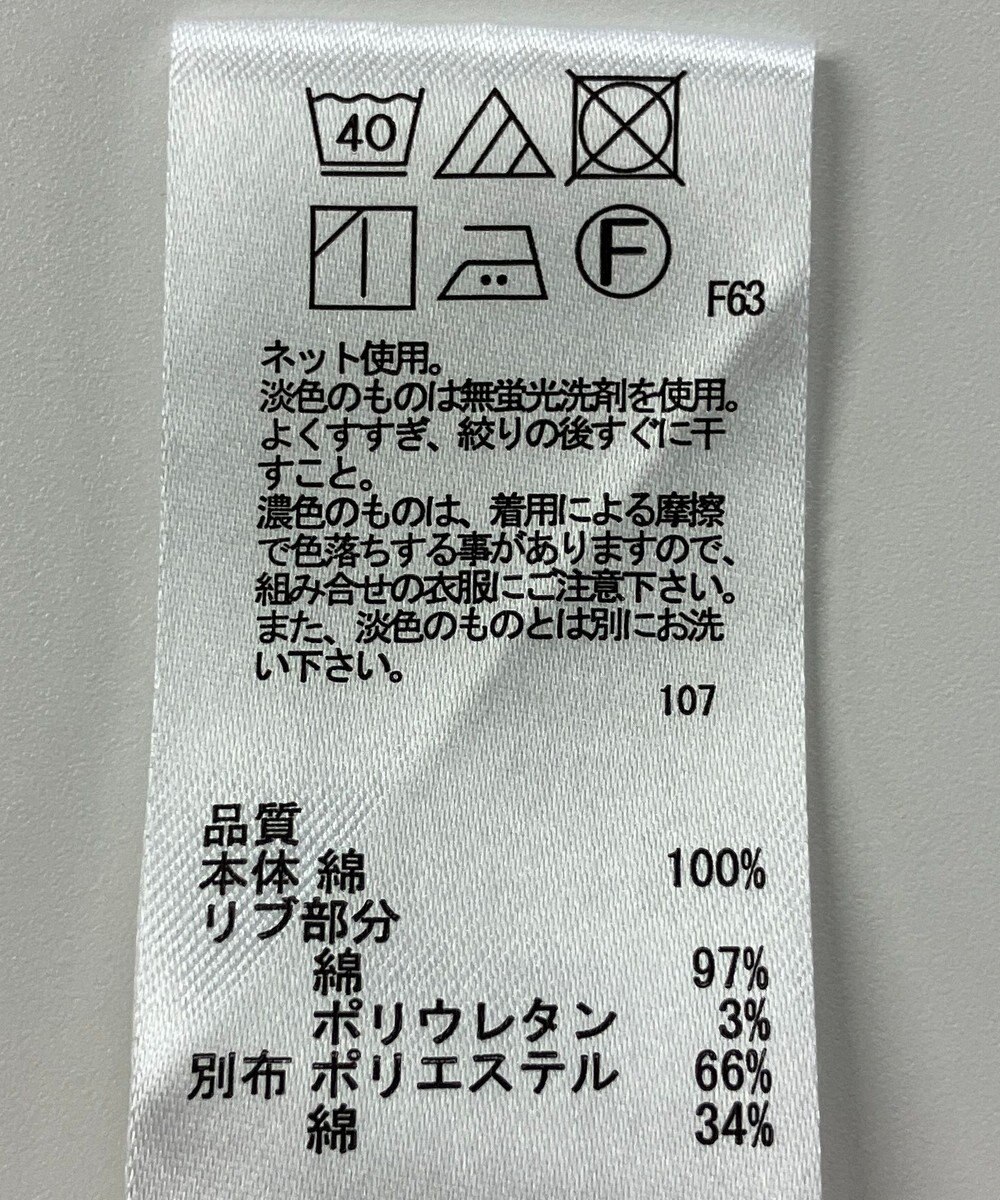 40
F
F63
ネット使用。
淡色のものは無蛍光洗剤を使用。
よくすすぎ、絞りの後すぐに干
すこと。
濃色のものは、着用による摩擦
で色落ちする事がありますので、
組み合せの衣服にご注意下さい。
また、淡色のものとは別にお洗
い下さい。
107
品質
本体 綿 100%
リブ部分
綿 97%
ポリウレタン 3%
別布 ポリエステル 66%
綿 34%